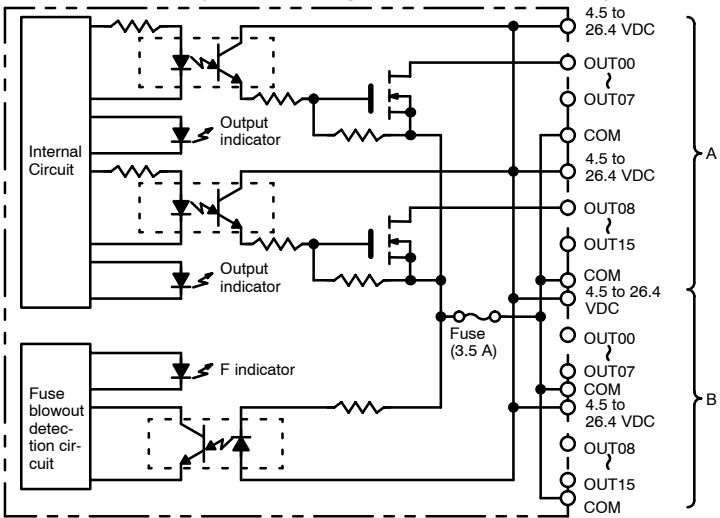 4.5 to
26.4 VDC
OUT00
OUT07
COM
4.5 to
26.4 VDC
OUT08
OUT15
COM
4.5 to 26.4
VDC
OUT00
OUT07
COM
4.5 to
26.4 VDC
OUT08
OUT15
COM
A
B
Internal
Circuit
Output
indicator
Output
indicator
Fuse
(3.5 A)
F indicator
Fuse
blowout
detec-
tion cir-
cuit